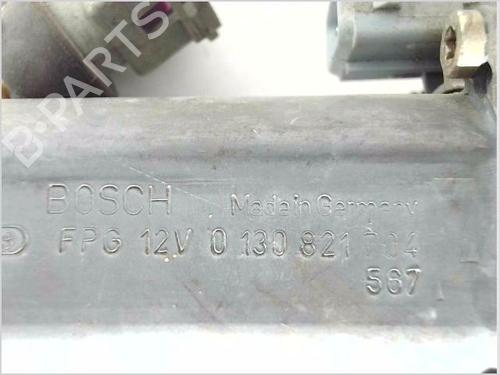 B-PARTS
BOSCH Made in Germany
FPG 12V 0 130 821
567